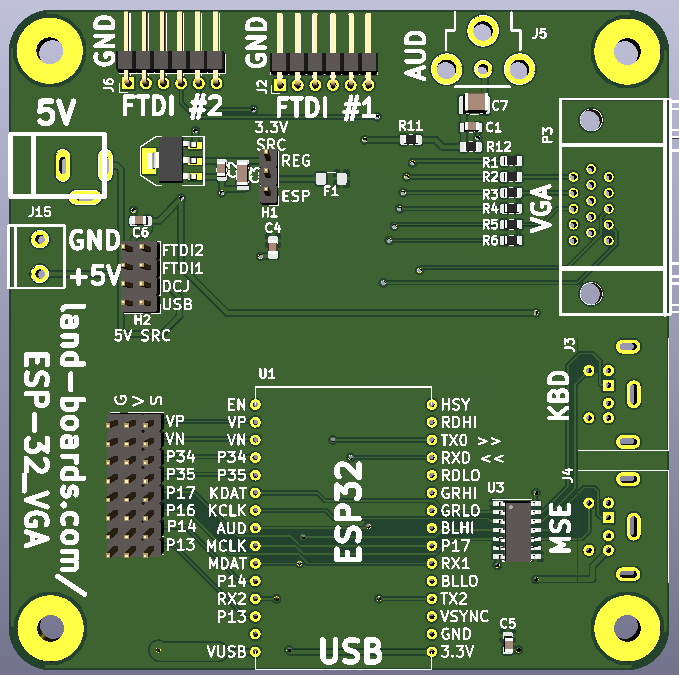 GND
J6
FTDI #2
GND
J2
FTDI #1
AUD
J5
C7
C1
R12
R11
R1
R2
R3
R4
R5
R6
P3
VGA
5V
J15
GND
+5V
3.3V
SRC
REG
ESP
H1
F1
C4
C6
FTDI2
FTDI1
DCJ
USB
H2
5V SRC
land-boards.com/
ESP-32_VGA
G
V
S
VP
VN
P34
P35
P17
P16
P14
P13
U1
EN
VP
VN
P34
P35
KDAT
KCLK
AUD
MCLK
MDAT
P14
RX2
P13
VUSB
ESP32
USB
HSY
RDHI
TX0 >>
RXD <<
RDLO
GRHI
GRLO
BLHI
P17
RX1
BLLO
TX2
VSYNC
GND
3.3V
U3
C5
J3
KBD
J4
MSE